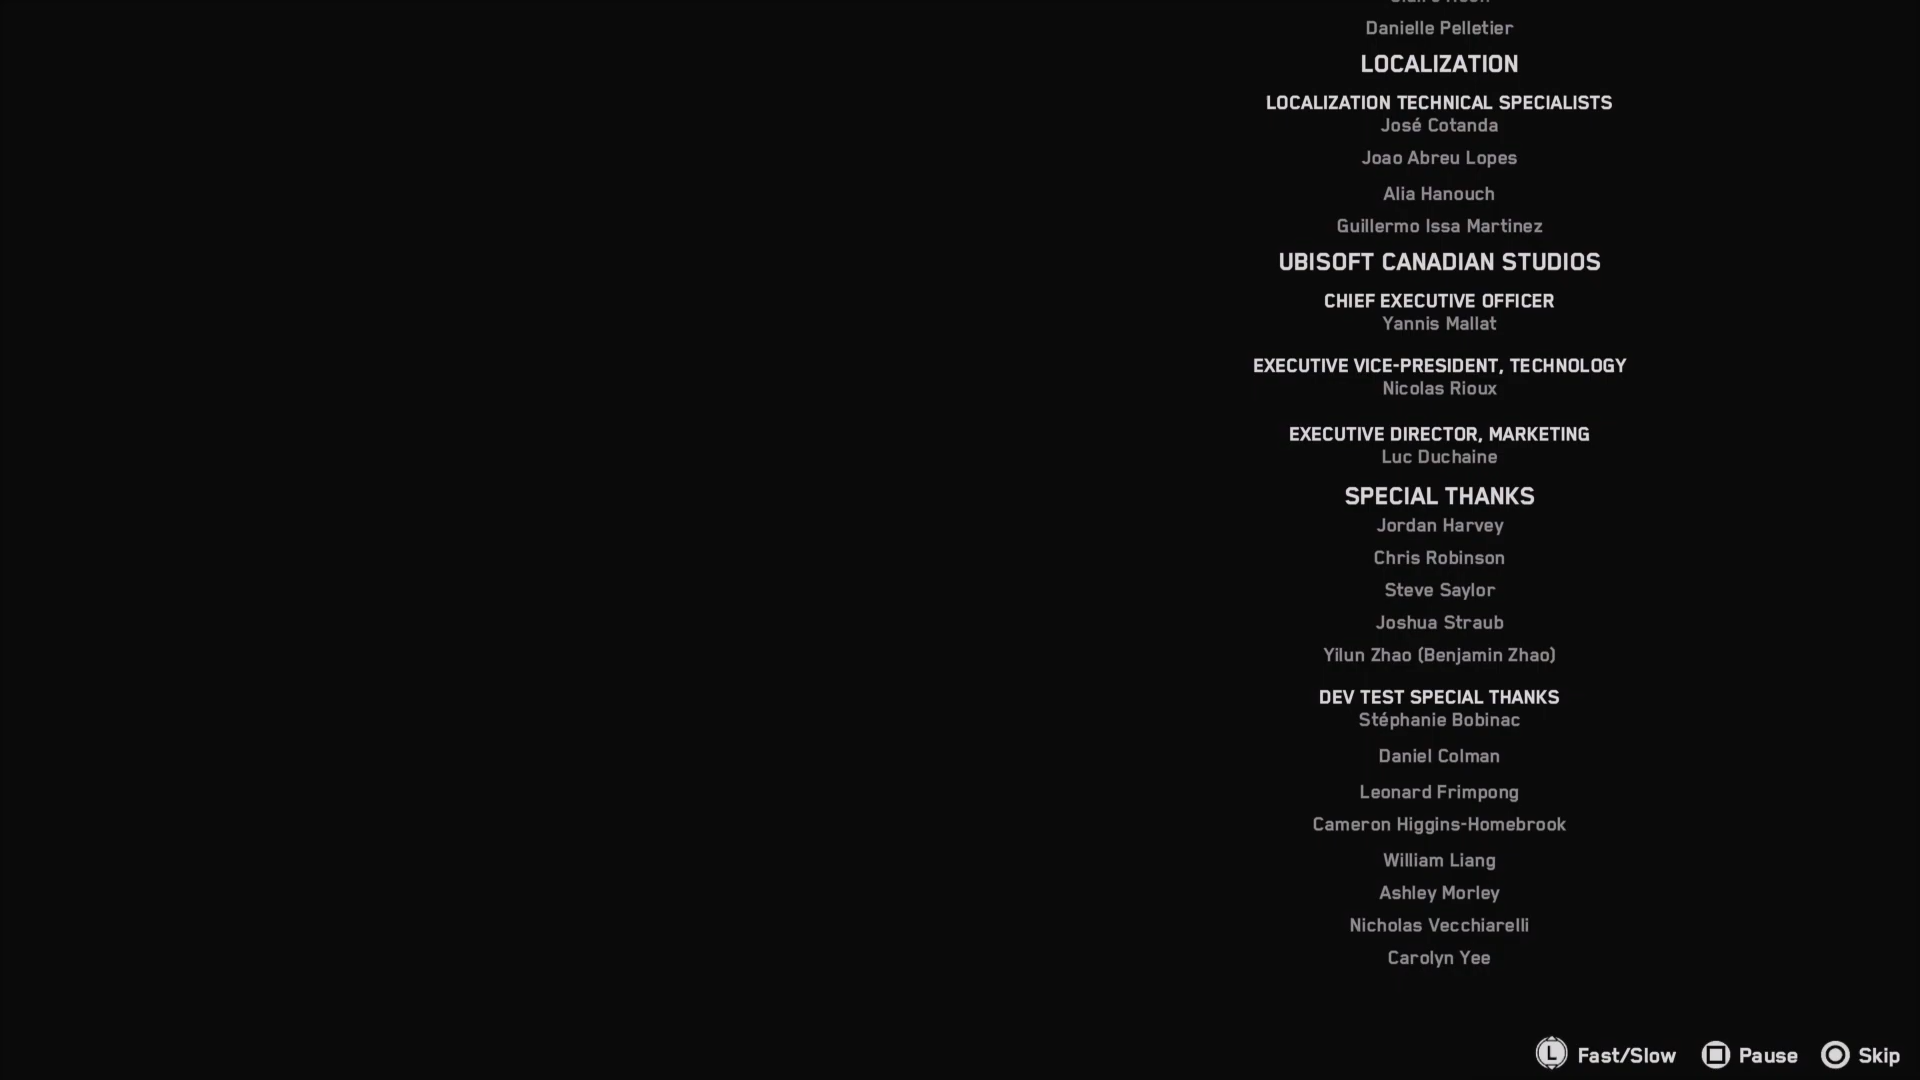 Danielle Pelletier
LOCALIZATION
LOCALIZATION TECHNICAL SPECIALISTS
José Cotanda
Joao Abreu Lopes
Alia Hanouch
Guillermo Issa Martinez
UBISOFT CANADIAN STUDIOS
CHIEF EXECUTIVE OFFICER
Yannis Mallat
EXECUTIVE VICE-PRESIDENT, TECHNOLOGY
Nicolas Rioux
EXECUTIVE DIRECTOR, MARKETING
Luc Duchaine
SPECIAL THANKS
Jordan Harvey
Chris Robinson
Steve Saylor
Joshua Straub
Yilun Zhao (Benjamin Zhao)
DEV TEST SPECIAL THANKS
Stéphanie Bobinac
Daniel Colman
Leonard Frimpong
Cameron Higgins-Homebrook
William Liang
Ashley Morley
Nicholas Vecchiarelli
Carolyn Yee
L Fast/Slow Pause Skip